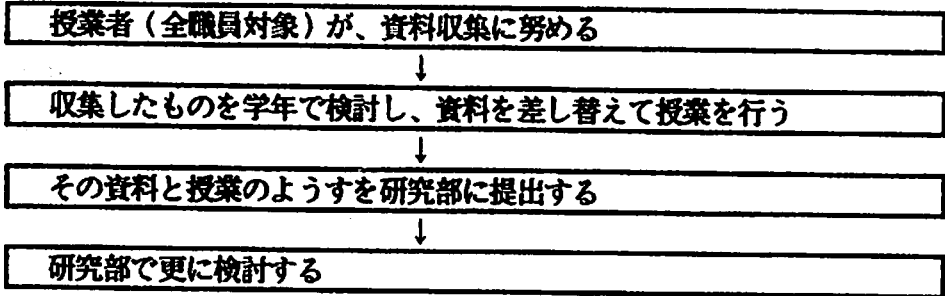 授業者（全職員対象）が、資料収集に努める
↓
収集したものを学年で検討し、資料を差し替えて授業を行う
↓
その資料と授業のようすを研究部に提出する
↓
研究部で更に検討する